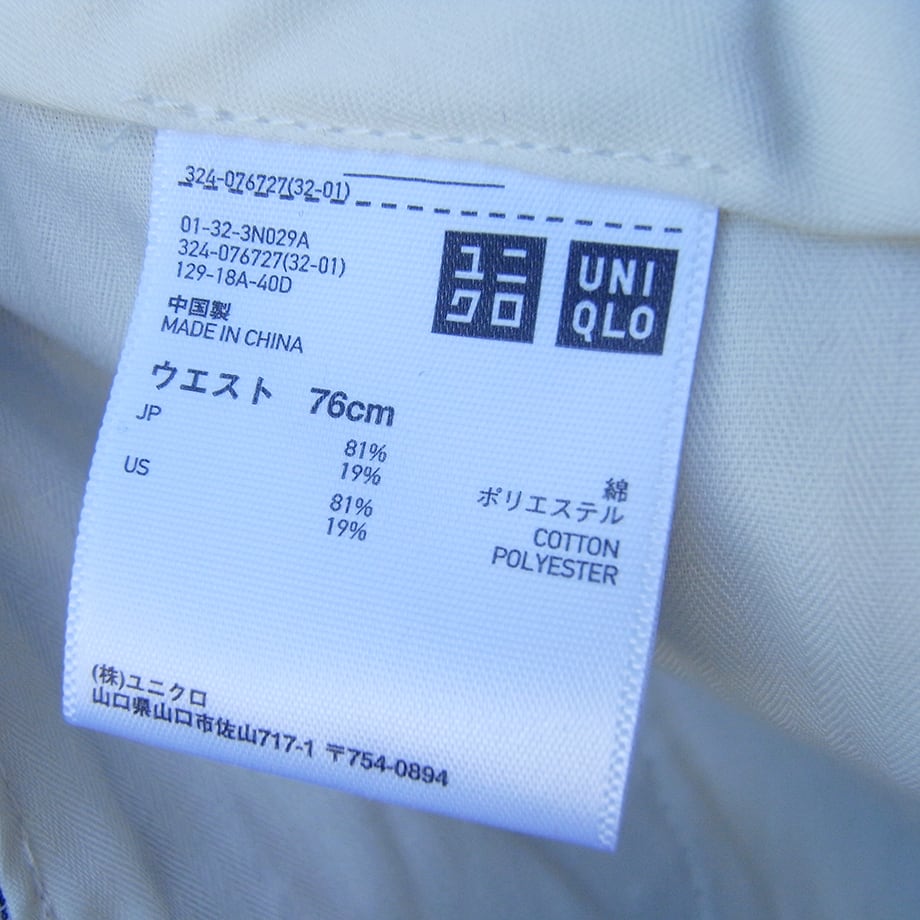 324-076727(32-01)
01-32-3N029A
324-076727(32-01)
129-18A-40D
中国製
MADE IN CHINA
ユニ
クロ
UNI
QLO
ウエスト 76cm
JP
81% 綿
19% ポリエステル
US
81% COTTON
19% POLYESTER
(株)ユニクロ
山口県山口市佐山717-1 〒754-0894